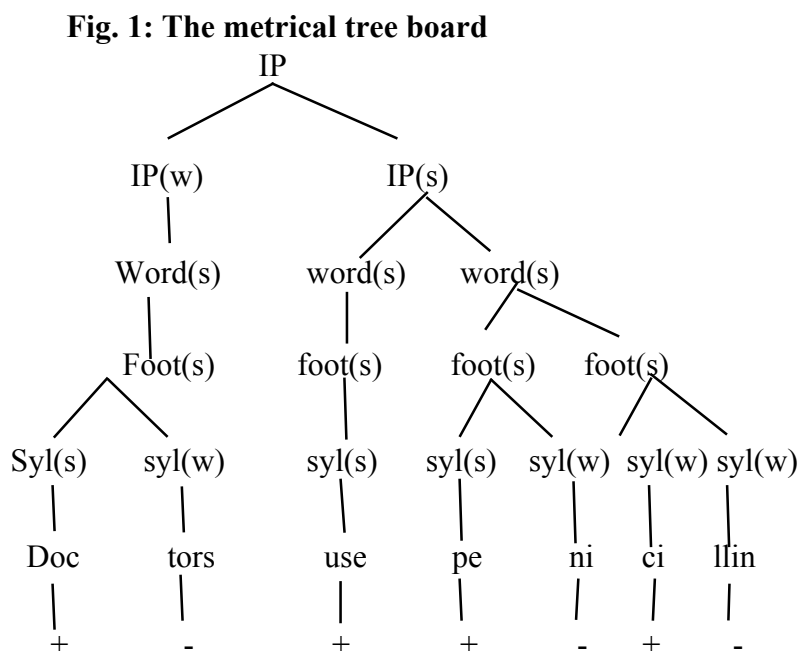 Fig. 1: The metrical tree board
IP
IP(w) IP(s)
Word(s) word(s) word(s)
Foot(s) foot(s) foot(s) foot(s)
Syl(s) syl(w) syl(s) syl(s) syl(w) syl(w) syl(w)
Doc tors use pe ni ci llin
+ - + + - + -